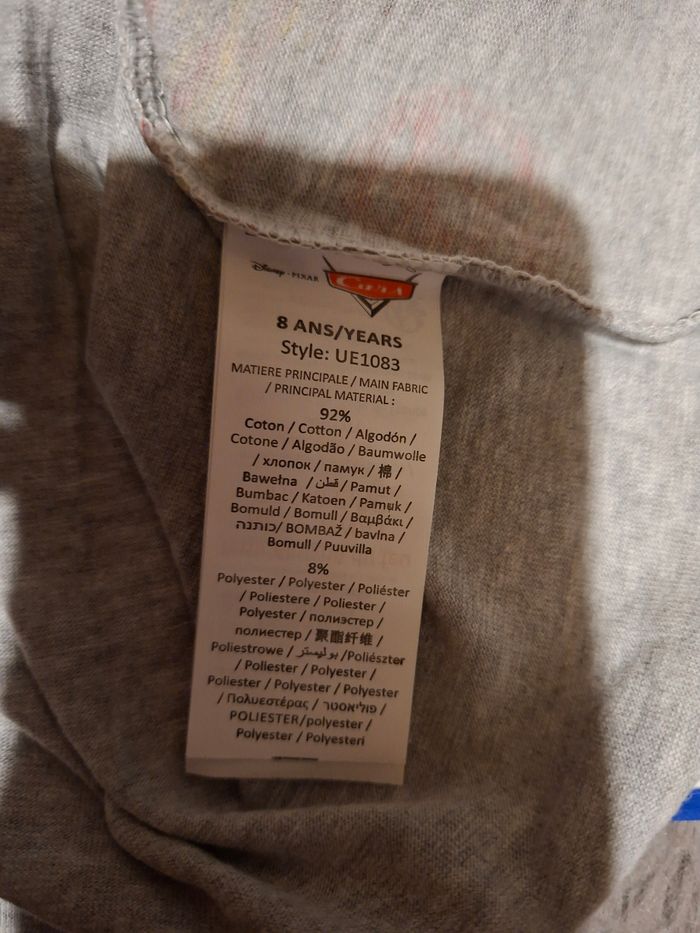 Disney · PIXAR
Cars
8 ANS/YEARS
Style: UE1083
MATIERE PRINCIPALE / MAIN FABRIC
/ PRINCIPAL MATERIAL :
92%
Coton / Cotton / Algodón /
Cotone / Algodão / Baumwolle
/ хлопок / памук / 棉 /
Bawełna / قطن / Pamut /
Bumbac / Katoen / Pamuk /
Bomuld / Bomull / Βαμβάκι /
כותנה/ BOMBAŽ / bavlna /
Bomull / Puuvilla
8%
Polyester / Polyester / Poliéster
/ Poliestere / Poliester /
Polyester / полиэстер /
полиестер / 聚酯纤维 /
Poliestrowe / بوليستر /Poliészter
/ Poliester / Polyester /
Poliester / Polyester / Polyester
/ Πολυεστέρας / פוליאסטר /
POLIESTER/polyester /
Polyester / Polyesteri